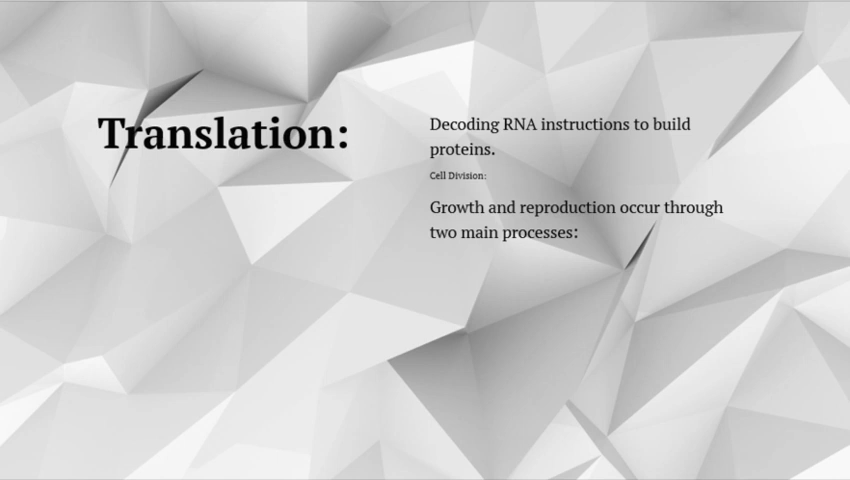 Translation:
Decoding RNA instructions to build
proteins.
Cell Division:
Growth and reproduction occur through
two main processes: